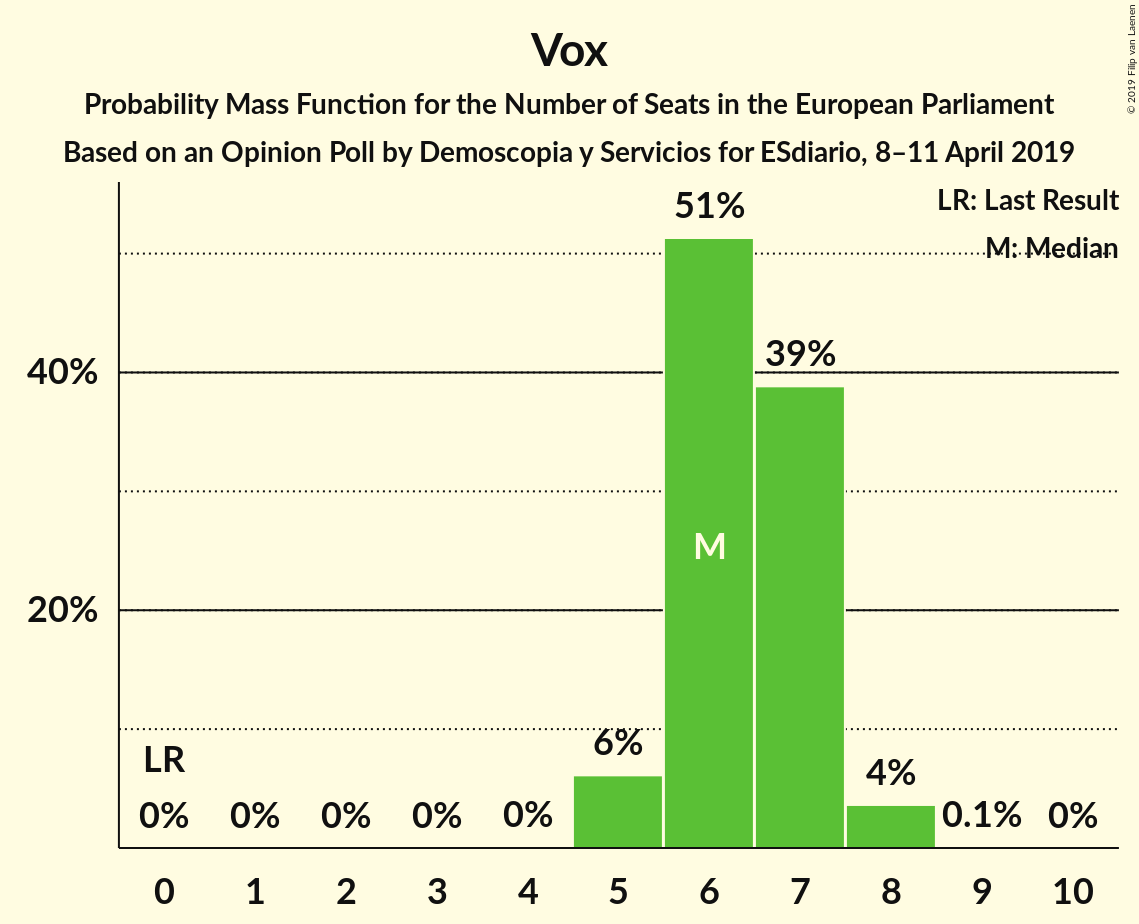 Vox
Probability Mass Function for the Number of Seats in the European Parliament
Based on an Opinion Poll by Demoscopia y Servicios for ESdiario, 8–11 April 2019
© 2019 Filip van Laenen
LR: Last Result
M: Median
51%
39%
40%
M
20%
6%
LR
4%
0% 0% 0% 0% 0% 0.1% 0%
0 1 2 3 4 5 6 7 8 9 10